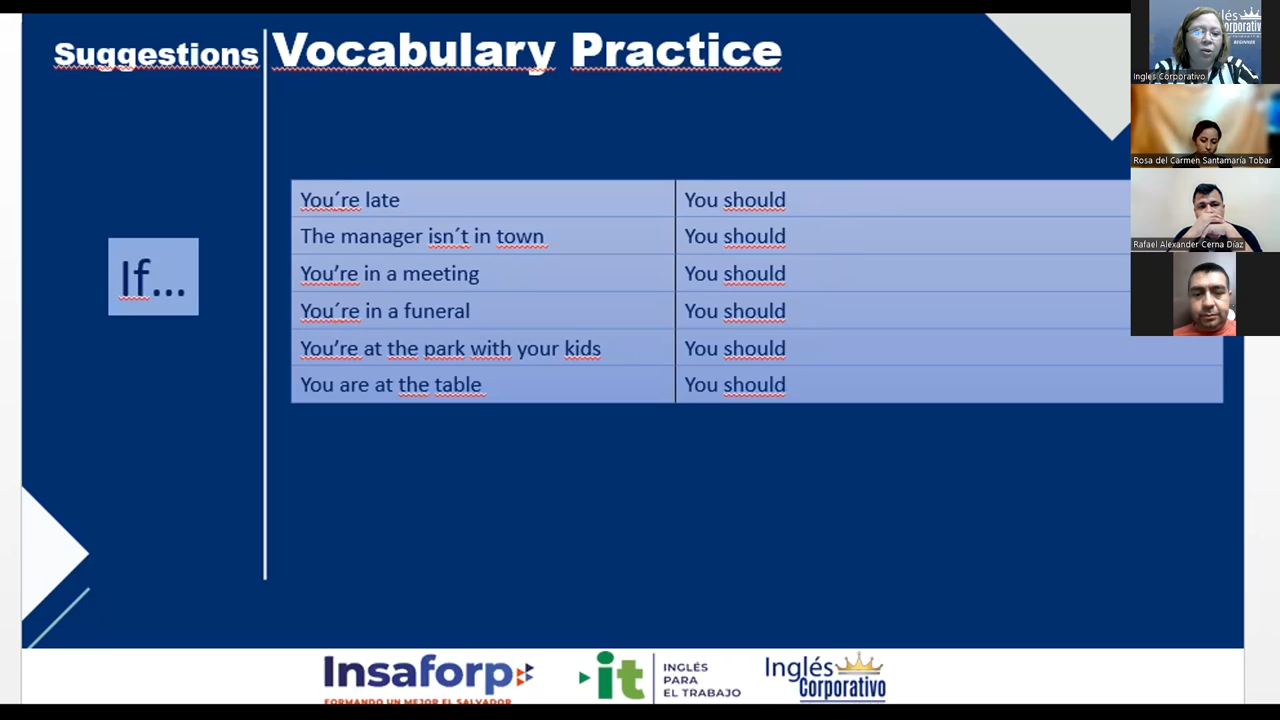 Suggestions
Vocabulary Practice
If...
You´re late
You should
The manager isn´t in town
You should
You're in a meeting
You should
You´re in a funeral
You should
You're at the park with your kids
You should
You are at the table
You should
Insaforp
FORMANDO UN MEJOR EL SALVADOR
it
INGLÉS
PARA
EL TRABAJO
Inglés
Corporativo
Inglés Corporativo
Rosa del Carmen Santamaría Tobar
Rafael Alexander Cerna Díaz